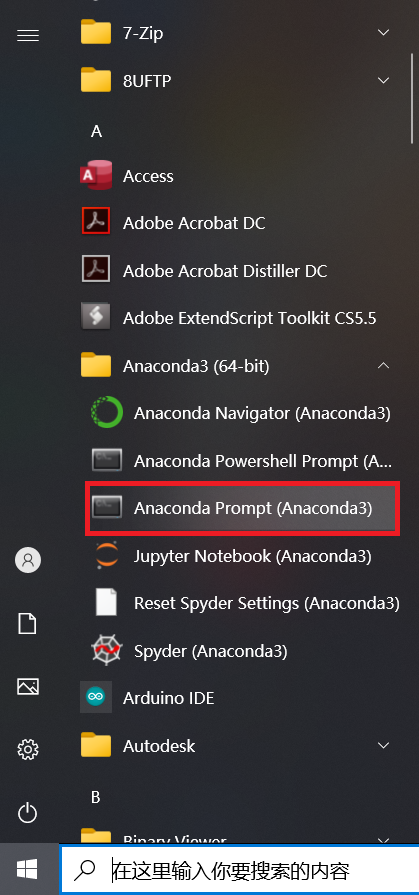 7-Zip
8UFTP
A
Access
Adobe Acrobat DC
Adobe Acrobat Distiller DC
Adobe ExtendScript Toolkit CS5.5
Anaconda3 (64-bit)
Anaconda Navigator (Anaconda3)
Anaconda Powershell Prompt (A...
Anaconda Prompt (Anaconda3)
Jupyter Notebook (Anaconda3)
Reset Spyder Settings (Anaconda3)
Spyder (Anaconda3)
Arduino IDE
Autodesk
B
Binary Viewer
在这里输入你要搜索的内容